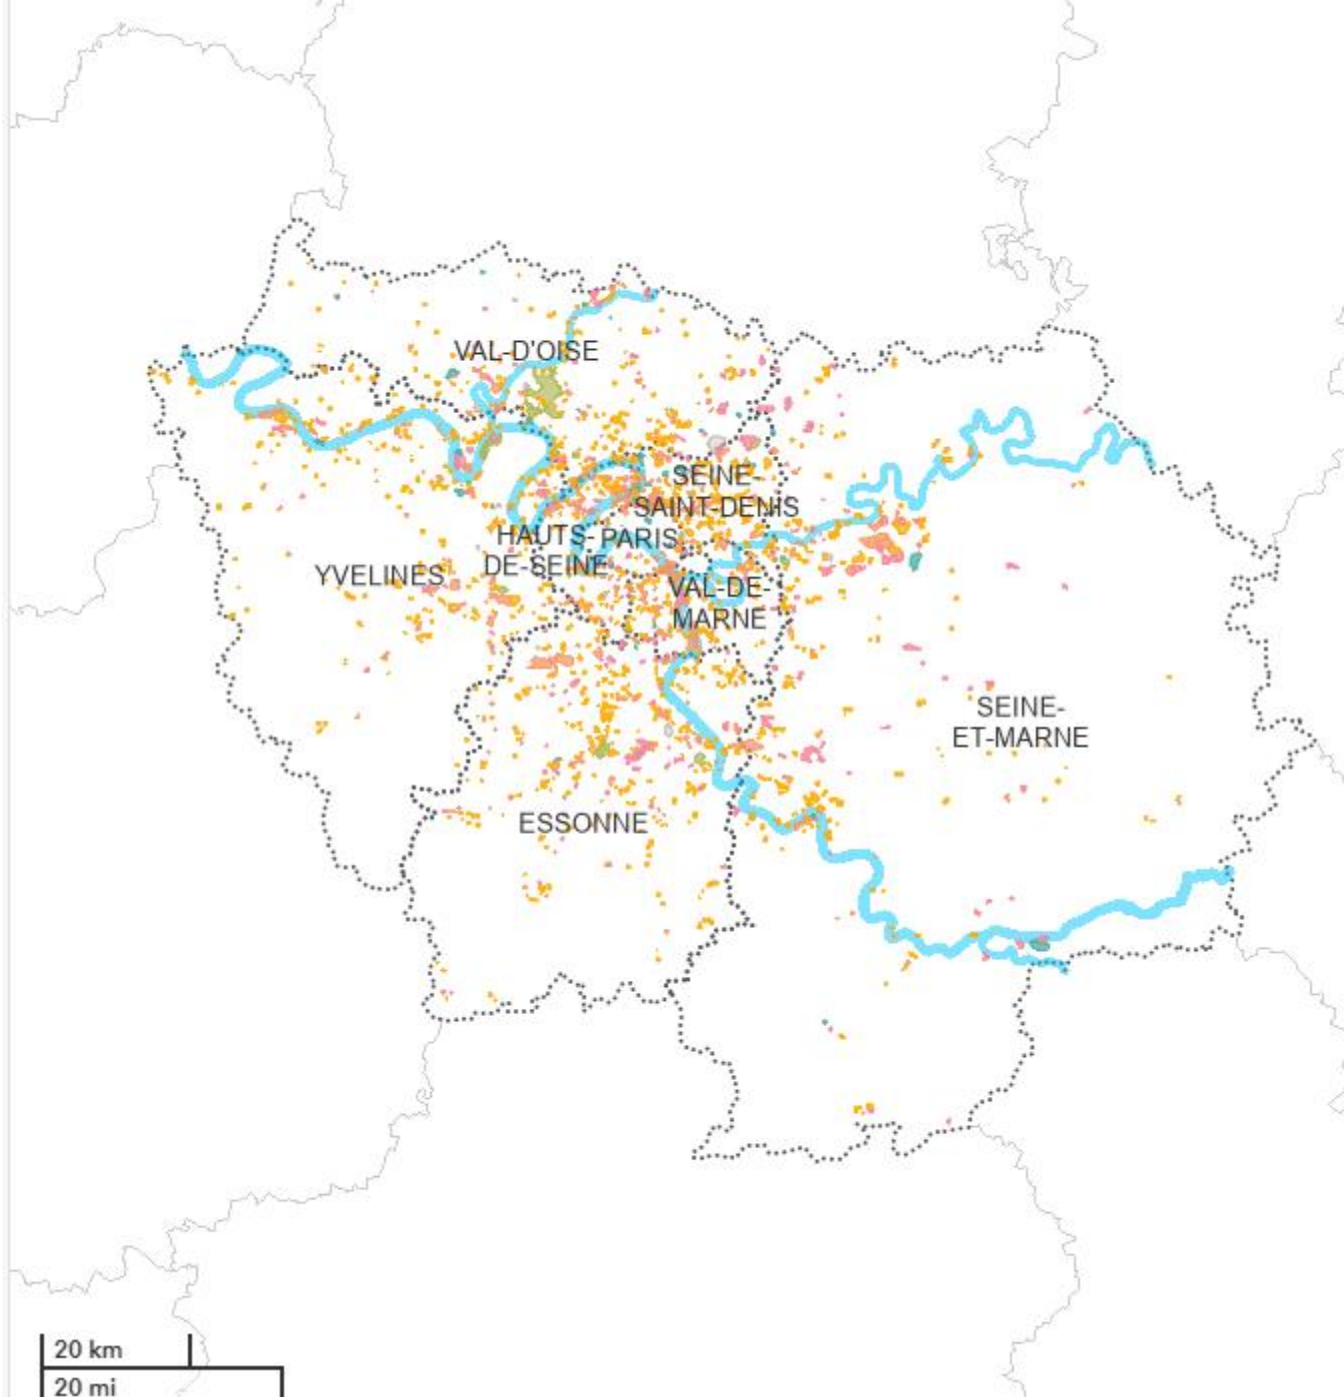 VAL-D'OISE
SEINE-
SAINT-DENIS
HAUTS-
DE-SEINE
PARIS
YVELINES
VAL-DE-
MARNE
SEINE-
ET-MARNE
ESSONNE
20 km
20 mi